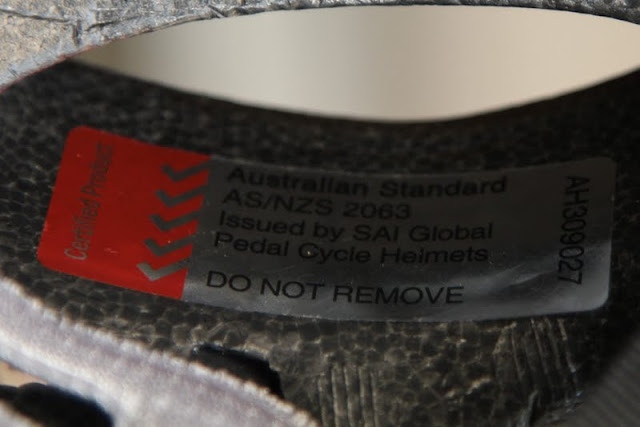 Certified Product
Australian Standard
AS/NZS 2063
Issued by SAI Global
Pedal Cycle Helmets
DO NOT REMOVE
AH309027